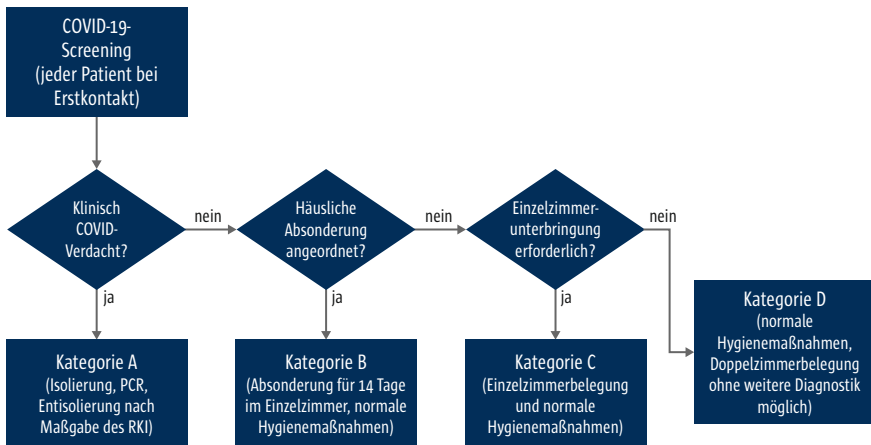 COVID-19-
Screening
(jeder Patient bei
Erstkontakt)
Klinisch
COVID-
Verdacht?
nein
Häusliche
Absonderung
angeordnet?
nein
Einzelzimmer-
unterbringung
erforderlich?
nein
ja
ja
ja
Kategorie A
(Isolierung, PCR,
Entisolierung nach
Maßgabe des RKI)
Kategorie B
(Absonderung für 14 Tage
im Einzelzimmer, normale
Hygienemaßnahmen)
Kategorie C
(Einzelzimmerbelegung
und normale
Hygienemaßnahmen)
Kategorie D
(normale
Hygienemaßnahmen,
Doppelzimmerbelegung
ohne weitere Diagnostik
möglich)